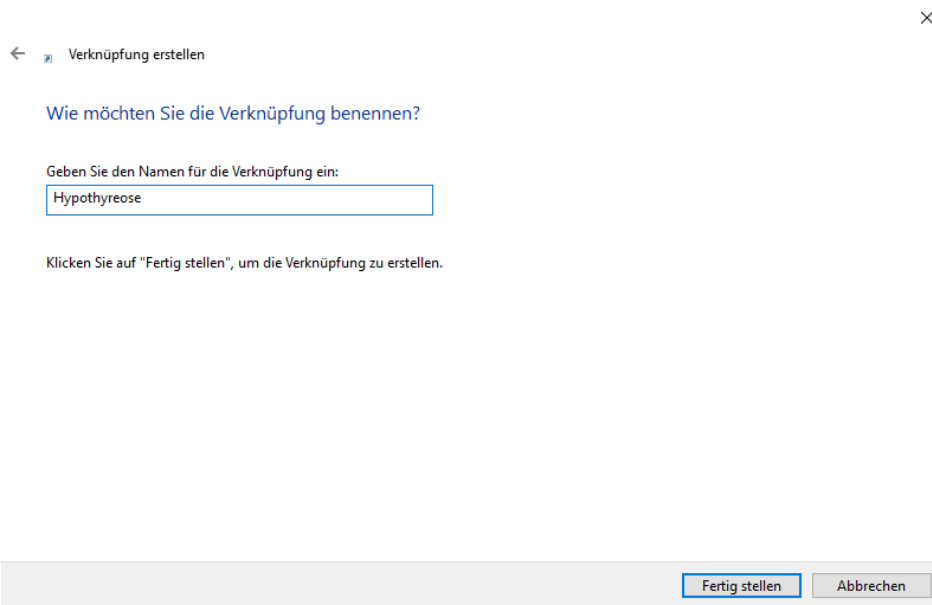 Verknüpfung erstellen
Wie möchten Sie die Verknüpfung benennen?
Geben Sie den Namen für die Verknüpfung ein:
Hypothyreose
Klicken Sie auf "Fertig stellen", um die Verknüpfung zu erstellen.
Fertig stellen Abbrechen